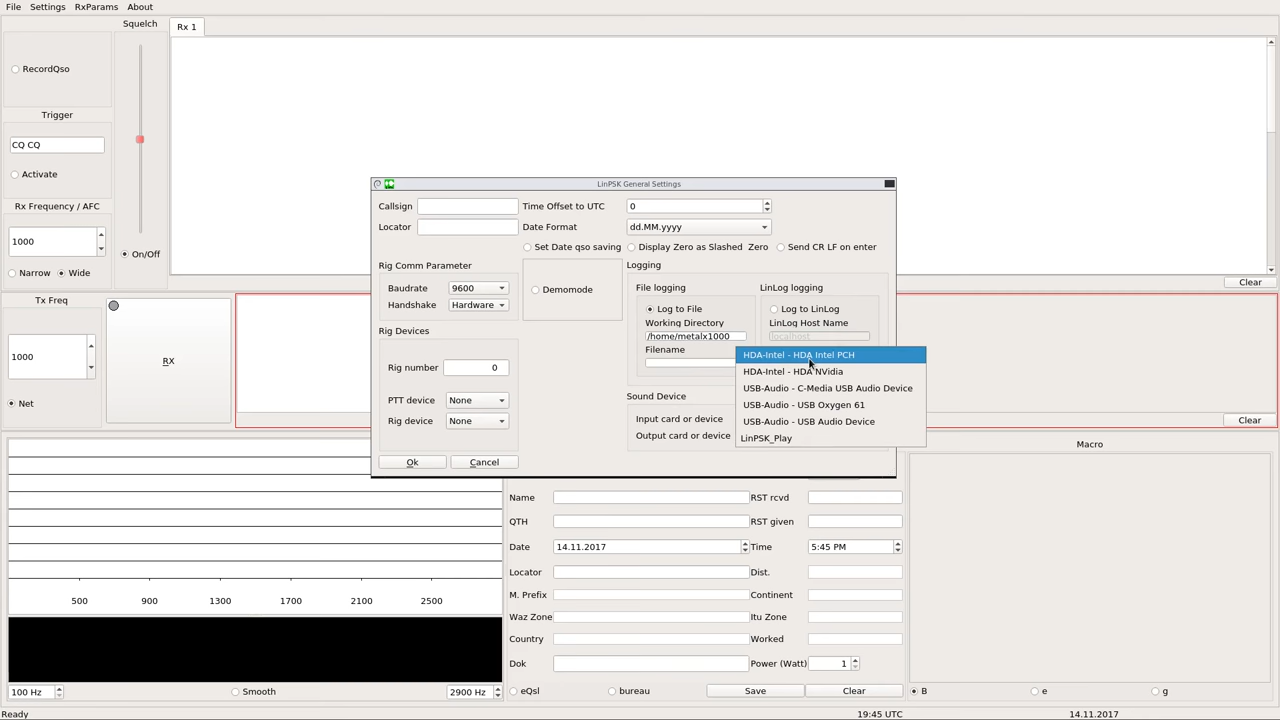 File Settings RxParams About
Squelch
Rx 1
RecordQso
Trigger
CQ CQ
Activate
Rx Frequency / AFC
1000
On/Off
Narrow Wide
Clear
Tx Freq
1000
RX
Net
Clear
LinPSK General Settings
Callsign
Time Offset to UTC 0
Locator
Date Format dd.MM.yyyy
Set Date qso saving Display Zero as Slashed Zero Send CR LF on enter
Rig Comm Parameter
Baudrate 9600
Handshake Hardware
Demomode
Logging
File logging
LinLog logging
Log to File
Log to LinLog
Working Directory
LinLog Host Name
/home/metalx1000
localhost
Filename
Rig Devices
Rig number 0
PTT device None
Rig device None
Sound Device
Input card or device
Output card or device
HDA-Intel - HDA Intel PCH
HDA-Intel - HDA NVidia
USB-Audio - C-Media USB Audio Device
USB-Audio - USB Oxygen 61
USB-Audio - USB Audio Device
LinPSK_Play
Ok Cancel
500 900 1300 1700 2100 2500
100 Hz
Smooth
2900 Hz
Name
RST rcvd
QTH
RST given
Date 14.11.2017
Time 5:45 PM
Locator
Dist.
M. Prefix
Continent
Waz Zone
Itu Zone
Country
Worked
Dok
Power (Watt) 1
eQsl bureau Save Clear
Macro
B e g
Ready
19:45 UTC
14.11.2017